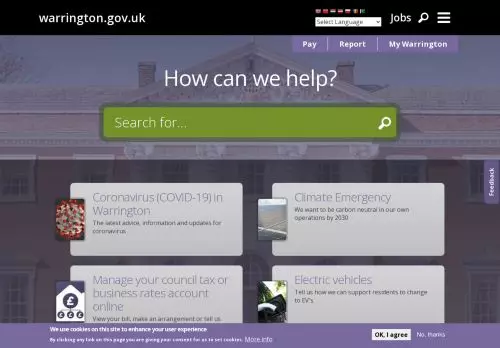 warrington.gov.uk
Select Language
Jobs
Pay
Report
My Warrington
How can we help?
Search for...
Feedback
Coronavirus (COVID-19) in
Warrington
The latest advice, information and updates for
coronavirus
Climate Emergency
We want to be carbon neutral in our own
operations by 2030
Manage your council tax or
business rates account
online
View your bill, make an arrangement or tell us
Electric vehicles
Tell us how we can support residents to change
to EV's.
We use cookies on this site to enhance your user experience
By clicking any link on this page you are giving your consent for us to set cookies. More info
OK, I agree
No, thanks